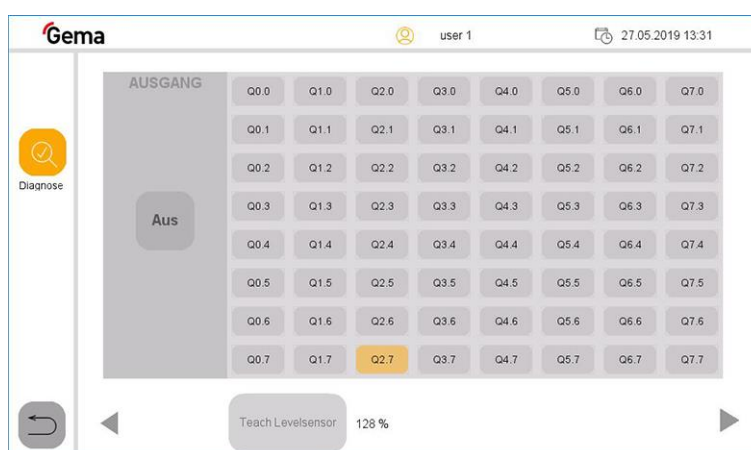 Gema
user 1
27.05.2019 13:31
Diagnose
AUSGANG
Aus
Q0.0 Q1.0 Q2.0 Q3.0 Q4.0 Q5.0 Q6.0 Q7.0
Q0.1 Q1.1 Q2.1 Q3.1 Q4.1 Q5.1 Q6.1 Q7.1
Q0.2 Q1.2 Q2.2 Q3.2 Q4.2 Q5.2 Q6.2 Q7.2
Q0.3 Q1.3 Q2.3 Q3.3 Q4.3 Q5.3 Q6.3 Q7.3
Q0.4 Q1.4 Q2.4 Q3.4 Q4.4 Q5.4 Q6.4 Q7.4
Q0.5 Q1.5 Q2.5 Q3.5 Q4.5 Q5.5 Q6.5 Q7.5
Q0.6 Q1.6 Q2.6 Q3.6 Q4.6 Q5.6 Q6.6 Q7.6
Q0.7 Q1.7 Q2.7 Q3.7 Q4.7 Q5.7 Q6.7 Q7.7
Teach Levelsensor
128 %